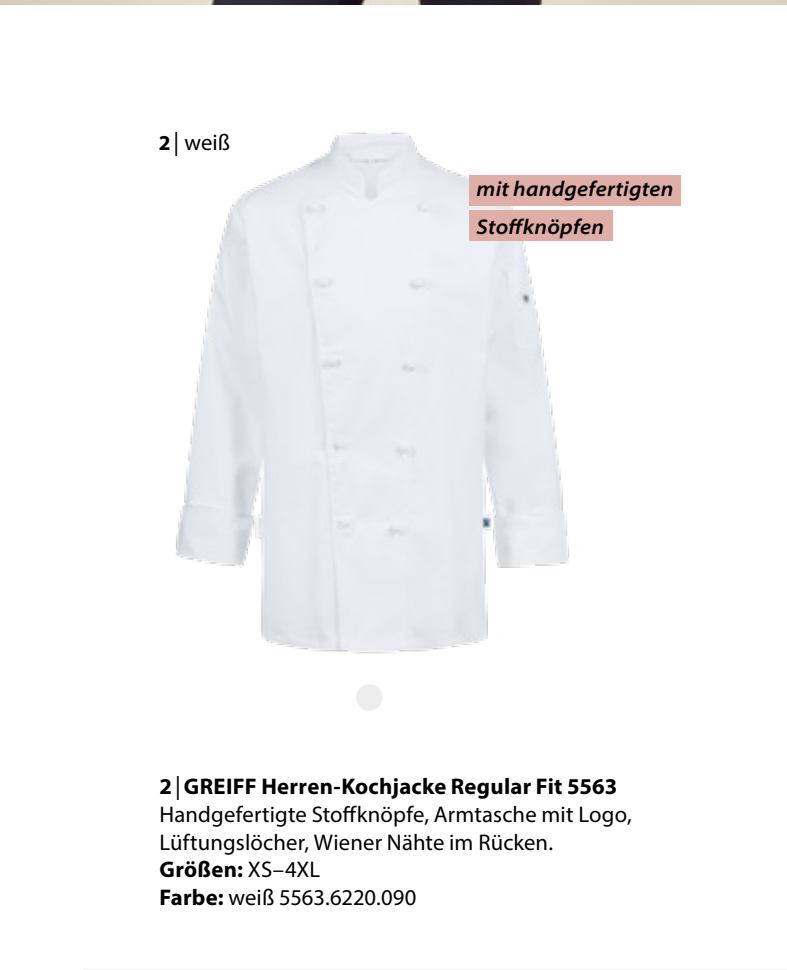 2| weiß
mit handgefertigten
Stoffknöpfen
2|GREIFF Herren-Kochjacke Regular Fit 5563
Handgefertigte Stoffknöpfe, Armtasche mit Logo,
Lüftungslöcher, Wiener Nähte im Rücken.
Größen: XS–4XL
Farbe: weiß 5563.6220.090